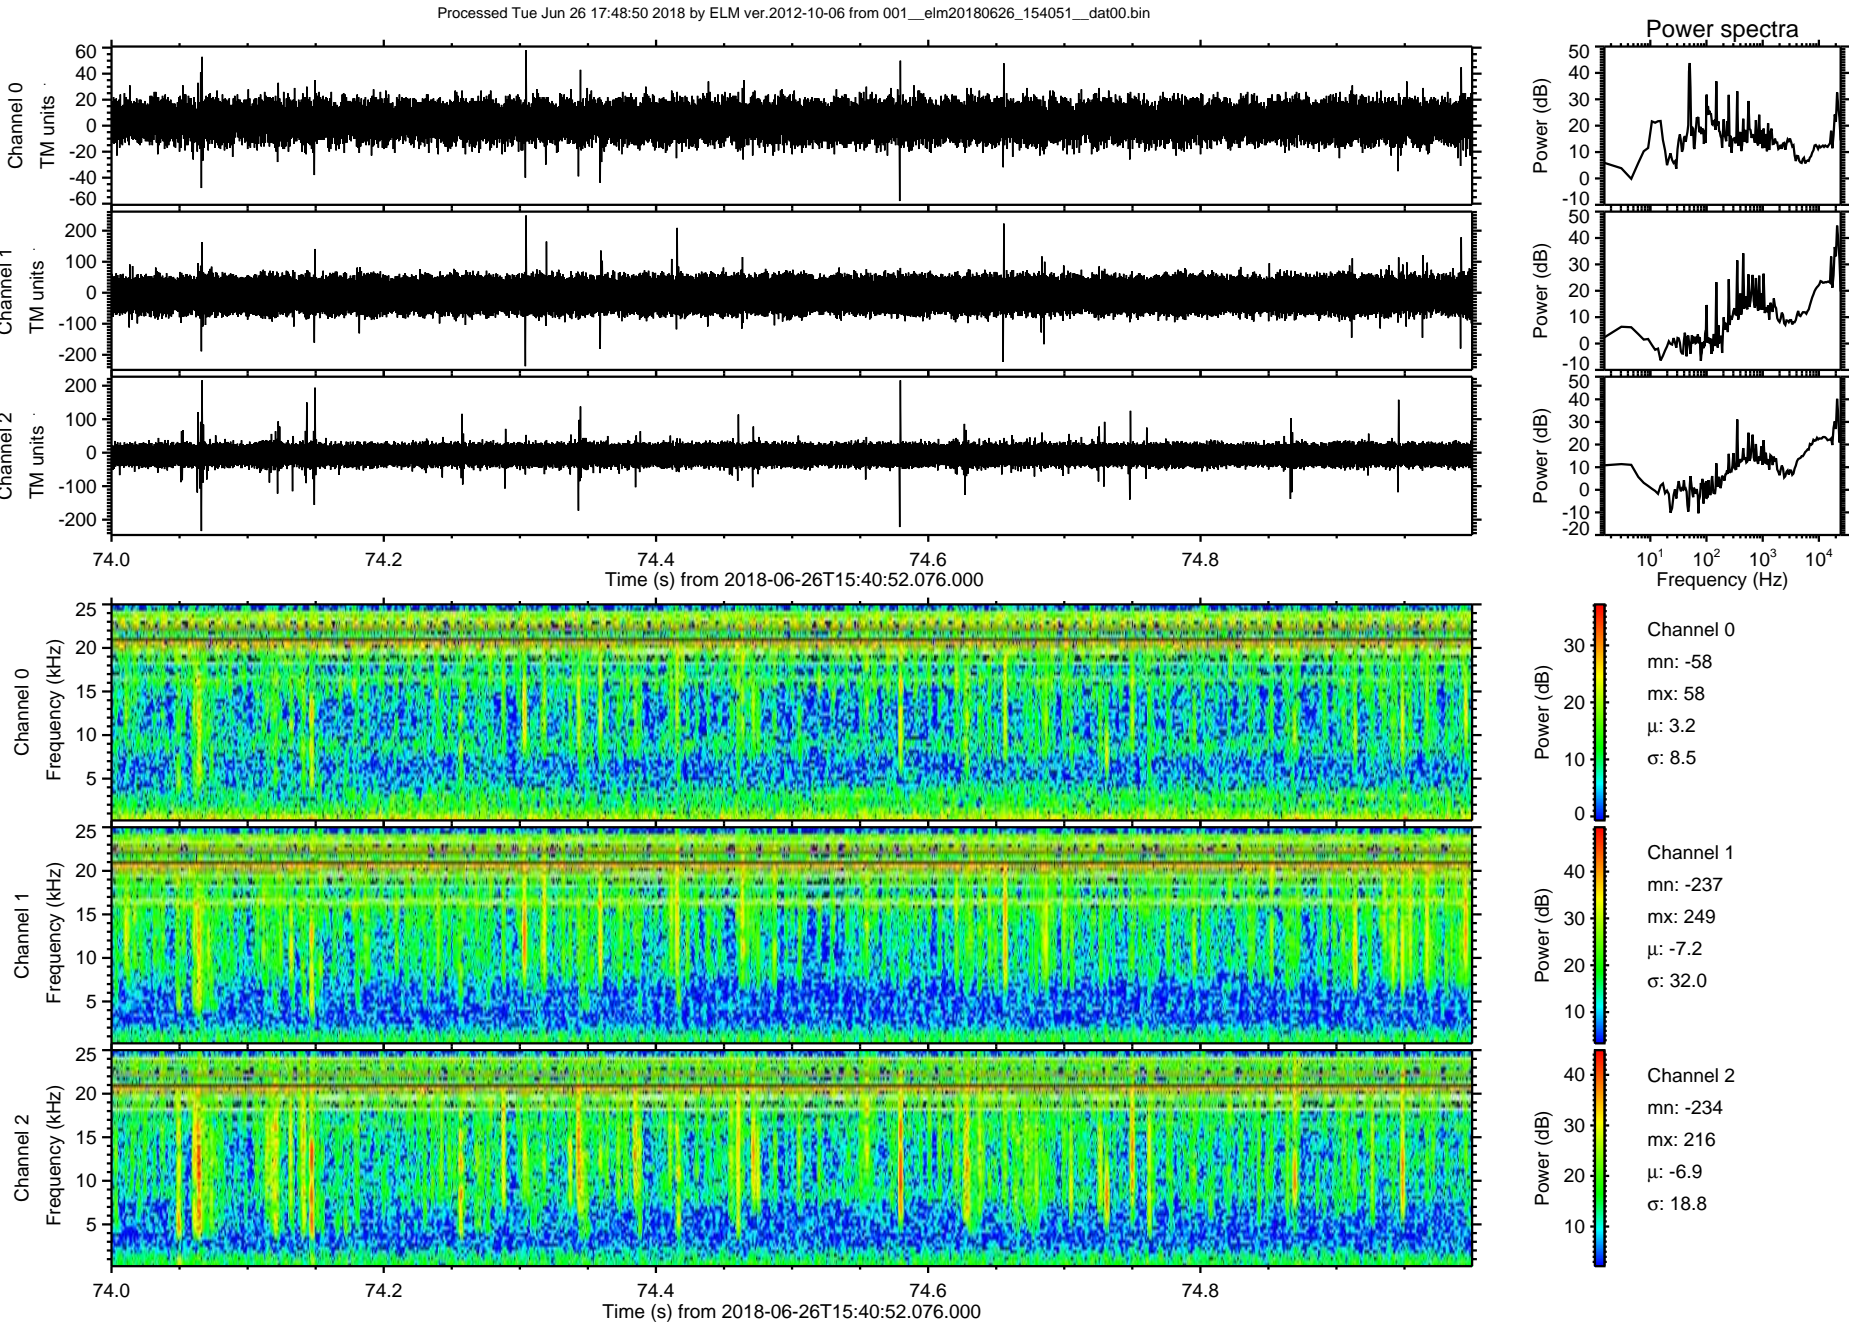 Processed Tue Jun 26 17:48:50 2018 by ELM ver.2012-10-06 from 001__elm20180626_154051__dat00.bin
Power spectra
Channel 0
TM units
60
40
20
0
-20
-40
-60
Power (dB)
50
40
30
20
10
0
-10
Channel 1
TM units
200
100
0
-100
-200
Power (dB)
50
40
30
20
10
0
-10
Channel 2
TM units
200
100
0
-100
-200
Power (dB)
50
40
30
20
10
0
-10
-20
74.0 74.2 74.4 74.6 74.8
Time (s) from 2018-06-26T15:40:52.076.000
10^1 10^2 10^3 10^4
Frequency (Hz)
Channel 0
Frequency (kHz)
25
20
15
10
5
Power (dB)
30
20
10
0
Channel 0
mn: -58
mx: 58
µ: 3.2
σ: 8.5
Channel 1
Frequency (kHz)
25
20
15
10
5
Power (dB)
40
30
20
10
Channel 1
mn: -237
mx: 249
µ: -7.2
σ: 32.0
Channel 2
Frequency (kHz)
25
20
15
10
5
Power (dB)
40
30
20
10
Channel 2
mn: -234
mx: 216
µ: -6.9
σ: 18.8
74.0 74.2 74.4 74.6 74.8
Time (s) from 2018-06-26T15:40:52.076.000